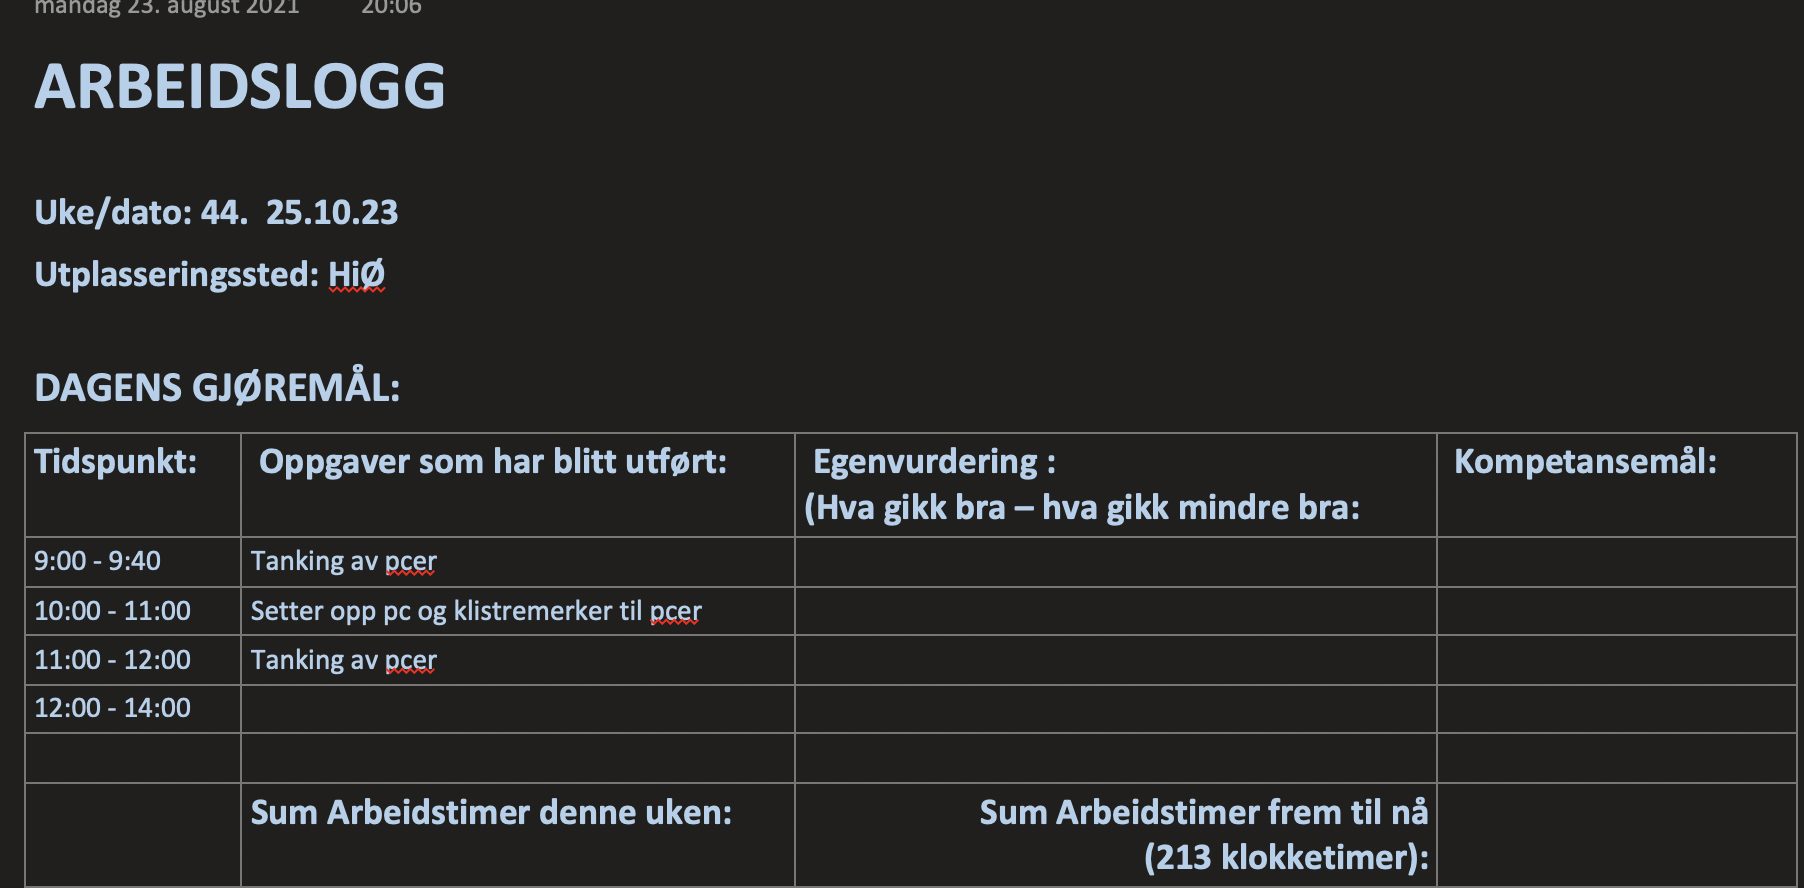 mandag 23. august 2021 20:06
ARBEIDSLOGG
Uke/dato: 44. 25.10.23
Utplasseringssted: HiØ
DAGENS GJØREMÅL:
Tidspunkt: Oppgaver som har blitt utført: Egenvurdering : Kompetansemål:
(Hva gikk bra – hva gikk mindre bra:
9:00 - 9:40 Tanking av pcer
10:00 - 11:00 Setter opp pc og klistremerker til pcer
11:00 - 12:00 Tanking av pcer
12:00 - 14:00
Sum Arbeidstimer denne uken: Sum Arbeidstimer frem til nå
(213 klokketimer):